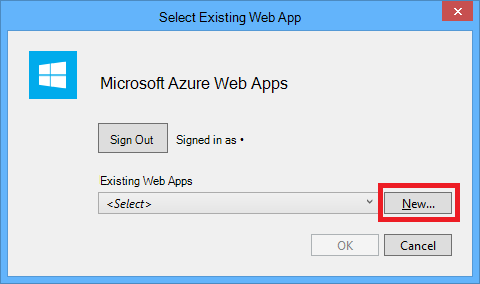 Select Existing Web App
Microsoft Azure Web Apps
Sign Out
Signed in as •
Existing Web Apps
<Select>
New...
OK
Cancel